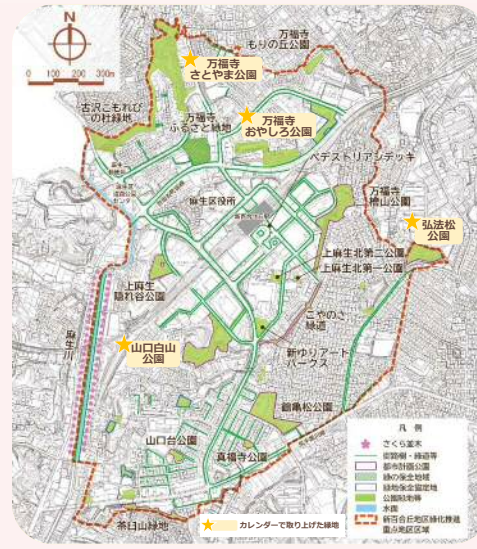 N
0 100 200 300m
万福寺
もりの丘公園
万福寺
さとやま公園
古沢こもれび
の杜緑地
万福寺
ふるさと緑地
万福寺
おやしろ公園
ペデストリアンデッキ
麻生区役所
万福寺
檜山公園
弘法松
公園
上麻生北第二公園
上麻生北第一公園
上麻生
隠れ谷公園
こやのさ
緑道
麻生川
山口白山
公園
新ゆりアート
パークス
鶴亀松公園
山口台公園
真福寺公園
茶臼山緑地
カレンダーで取り上げた緑地
凡 例
さくら並木
街路樹・緑道等
都市計画公園
緑の保全地域
緑地保全協定地
公園緑地等
水面
新百合丘地区緑化推進
重点地区区域